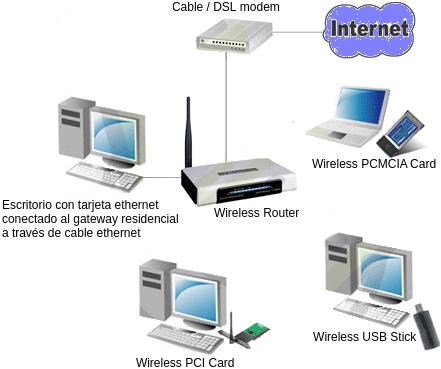 Cable / DSL modem
Internet
Wireless PCMCIA Card
Escritorio con tarjeta ethernet
conectado al gateway residencial
a través de cable ethernet
Wireless Router
Wireless USB Stick
Wireless PCI Card